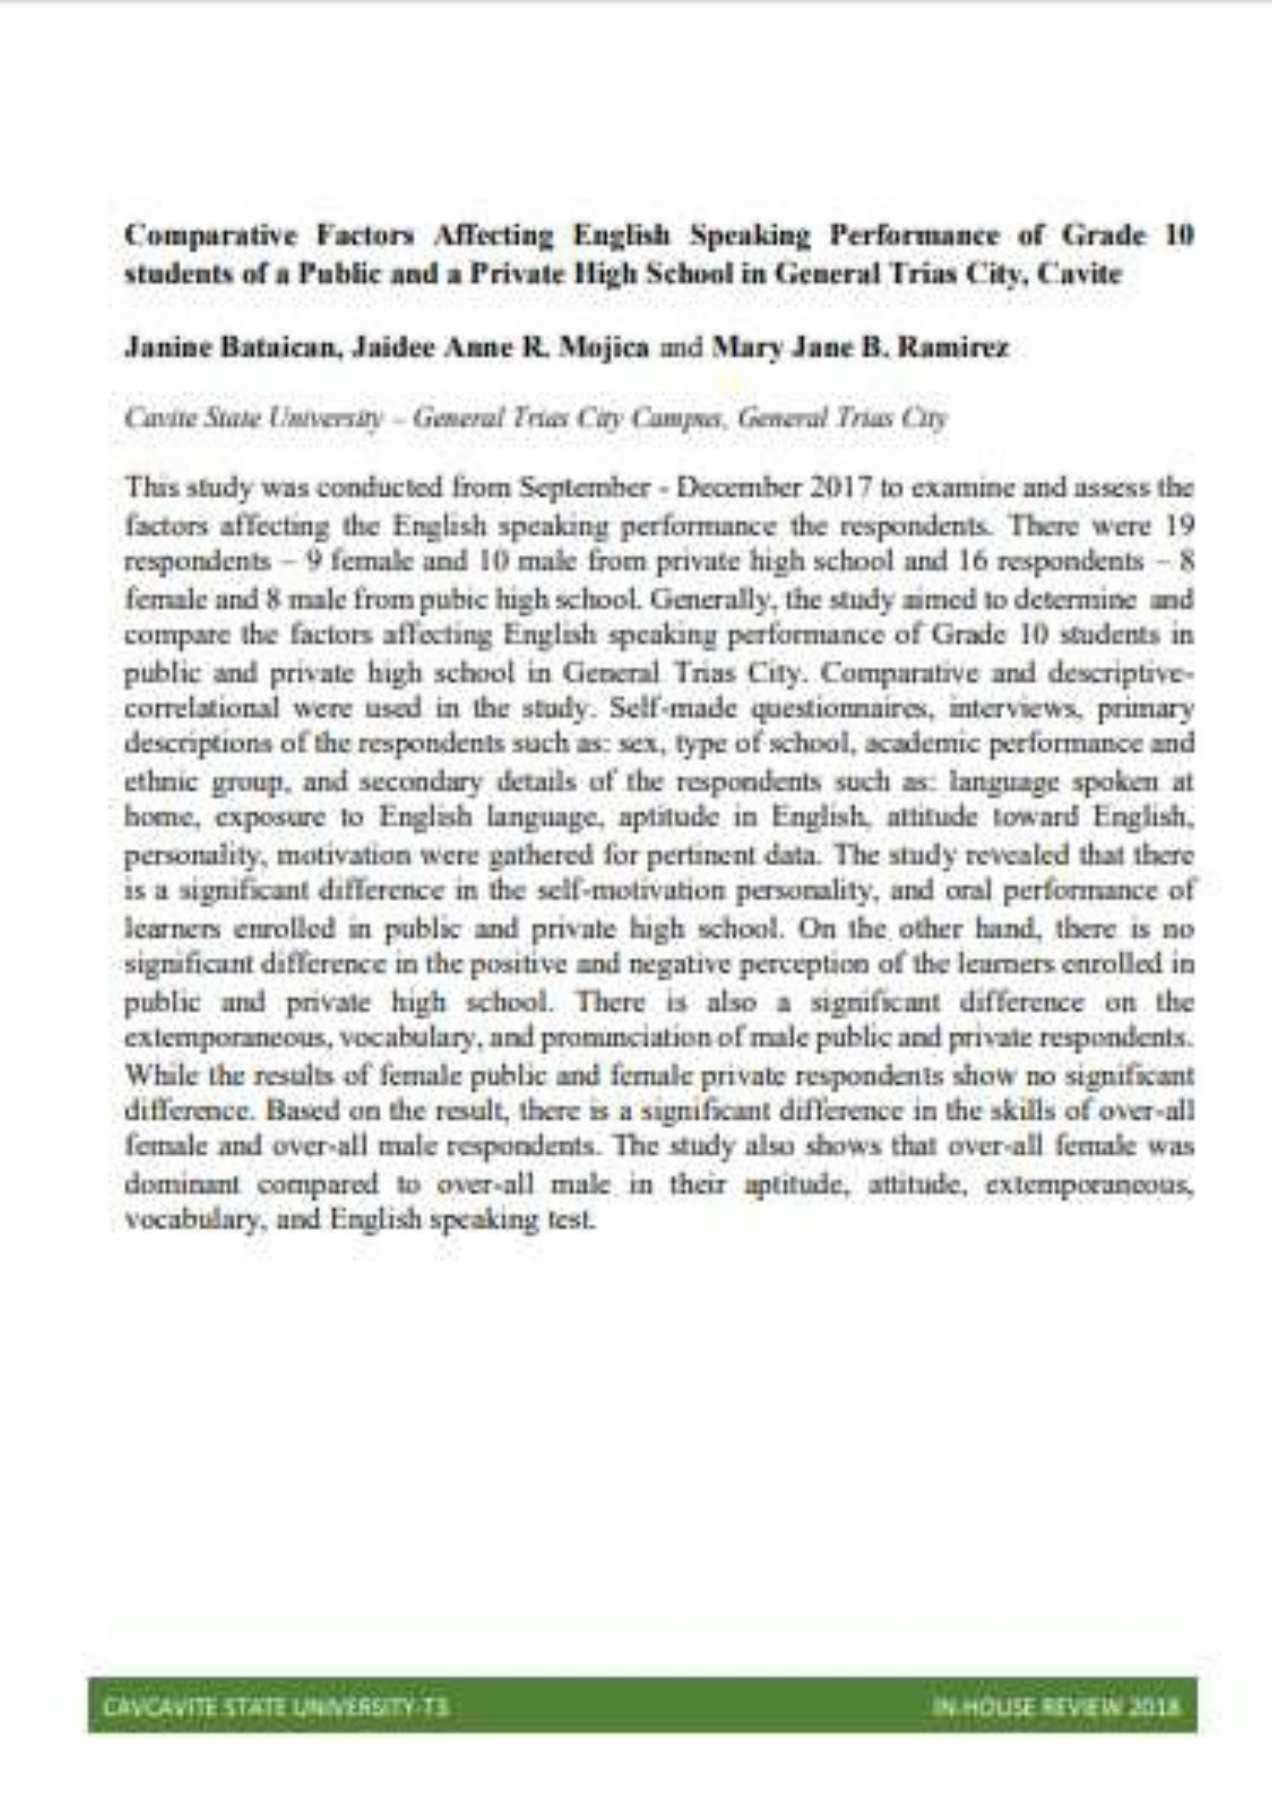 Comparative Factors Affecting English Speaking Performance of Grade 10
students of a Public and a Private High School in General Trias City, Cavite
Janine Bataican, Jaidee Anne R. Mojica and Mary Jane B. Ramirez
Cavite State University – General Trias City Campus, General Trias City
This study was conducted from September - December 2017 to examine and assess the
factors affecting the English speaking performance the respondents. There were 19
respondents – 9 female and 10 male from private high school and 16 respondents – 8
female and 8 male from pubic high school. Generally, the study aimed to determine and
compare the factors affecting English speaking performance of Grade 10 students in
public and private high school in General Trias City. Comparative and descriptive-
correlational were used in the study. Self-made questionnaires, interviews, primary
descriptions of the respondents such as: sex, type of school, academic performance and
ethnic group, and secondary details of the respondents such as: language spoken at
home, exposure to English language, aptitude in English, attitude toward English,
personality, motivation were gathered for pertinent data. The study revealed that there
is a significant difference in the self-motivation personality, and oral performance of
learners enrolled in public and private high school. On the other hand, there is no
significant difference in the positive and negative perception of the learners enrolled in
public and private high school. There is also a significant difference on the
extemporaneous, vocabulary, and pronunciation of male public and private respondents.
While the results of female public and female private respondents show no significant
difference. Based on the result, there is a significant difference in the skills of over-all
female and over-all male respondents. The study also shows that over-all female was
dominant compared to over-all male in their aptitude, attitude, extemporaneous,
vocabulary, and English speaking test.
CAVCAVITE STATE UNIVERSITY-T3 IN-HOUSE REVIEW 2018